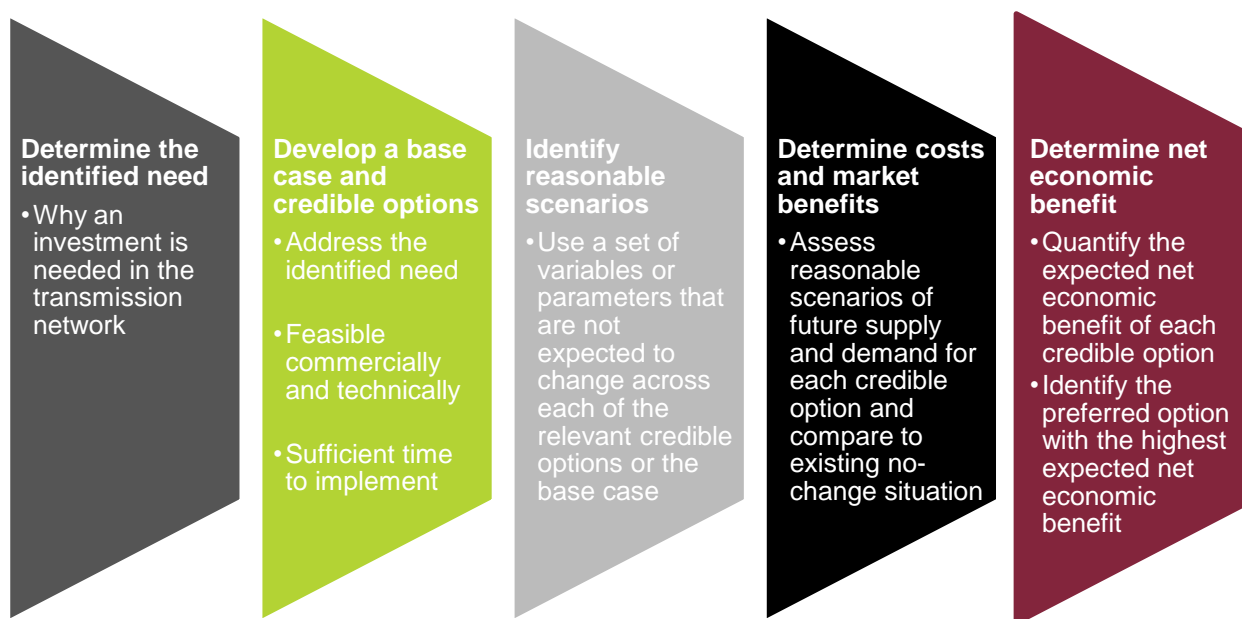 Determine the
identified need
•Why an
investment is
needed in the
transmission
network
Develop a base
case and
credible options
•Address the
identified need
•Feasible
commercially
and technically
•Sufficient time
to implement
Identify
reasonable
scenarios
•Use a set of
variables or
parameters that
are not
expected to
change across
each of the
relevant credible
options or the
base case
Determine costs
and market
benefits
•Assess
reasonable
scenarios of
future supply
and demand for
each credible
option and
compare to
existing no-
change situation
Determine net
economic
benefit
•Quantify the
expected net
economic
benefit of each
credible option
•Identify the
preferred option
with the highest
expected net
economic
benefit